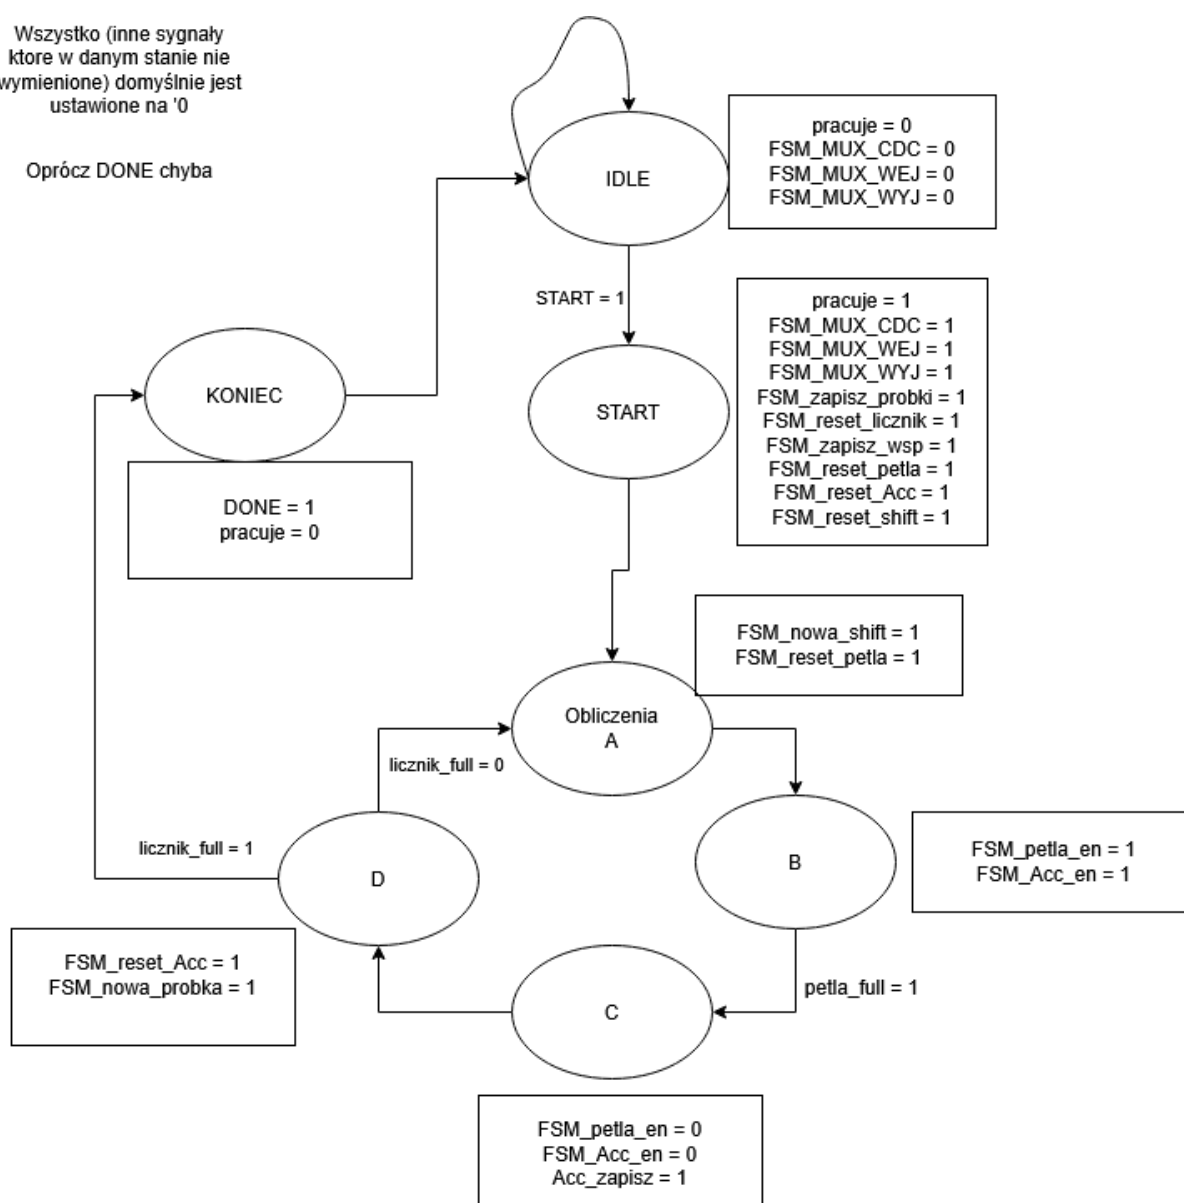 Wszystko (inne sygnały
ktore w danym stanie nie
wymienione) domyślnie jest
ustawione na '0
Oprócz DONE chyba
IDLE
pracuje = 0
FSM_MUX_CDC = 0
FSM_MUX_WEJ = 0
FSM_MUX_WYJ = 0
START = 1
START
pracuje = 1
FSM_MUX_CDC = 1
FSM_MUX_WEJ = 1
FSM_MUX_WYJ = 1
FSM_zapisz_probki = 1
FSM_reset_licznik = 1
FSM_zapisz_wsp = 1
FSM_reset_petla = 1
FSM_reset_Acc = 1
FSM_reset_shift = 1
KONIEC
DONE = 1
pracuje = 0
FSM_nowa_shift = 1
FSM_reset_petla = 1
Obliczenia
A
licznik_full = 0
licznik_full = 1
B
FSM_petla_en = 1
FSM_Acc_en = 1
D
FSM_reset_Acc = 1
FSM_nowa_probka = 1
petla_full = 1
C
FSM_petla_en = 0
FSM_Acc_en = 0
Acc_zapisz = 1